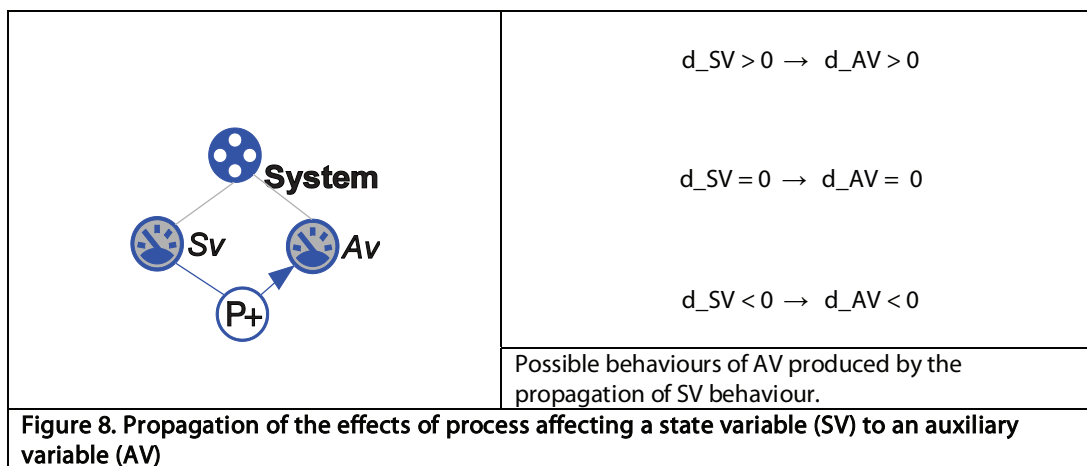 System
Sv
Av
P+
d_SV > 0 → d_AV > 0
d_SV = 0 → d_AV = 0
d_SV < 0 → d_AV < 0
Possible behaviours of AV produced by the
propagation of SV behaviour.
Figure 8. Propagation of the effects of process affecting a state variable (SV) to an auxiliary
variable (AV)